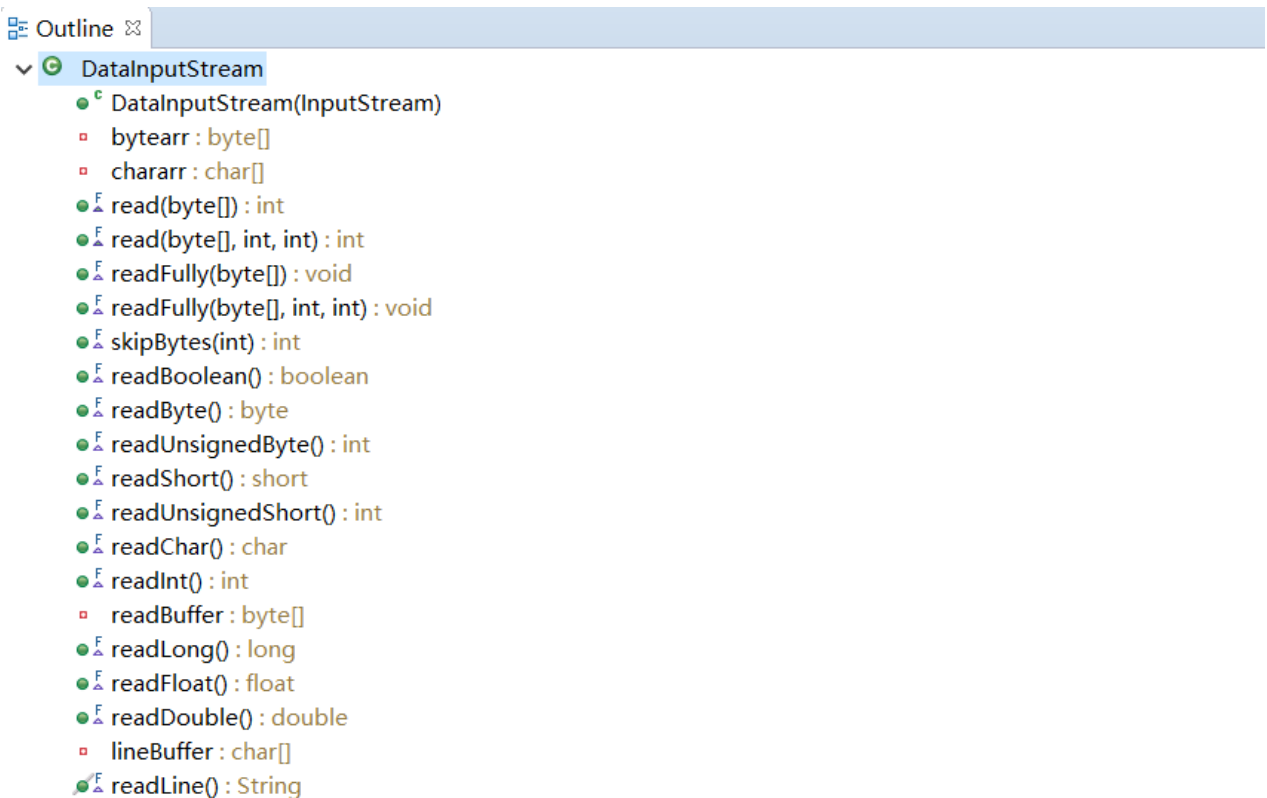 Outline
DataInputStream
DataInputStream(InputStream)
bytearr : byte[]
chararr : char[]
read(byte[]) : int
read(byte[], int, int) : int
readFully(byte[]) : void
readFully(byte[], int, int) : void
skipBytes(int) : int
readBoolean() : boolean
readByte() : byte
readUnsignedByte() : int
readShort() : short
readUnsignedShort() : int
readChar() : char
readInt() : int
readBuffer : byte[]
readLong() : long
readFloat() : float
readDouble() : double
lineBuffer : char[]
readLine() : String